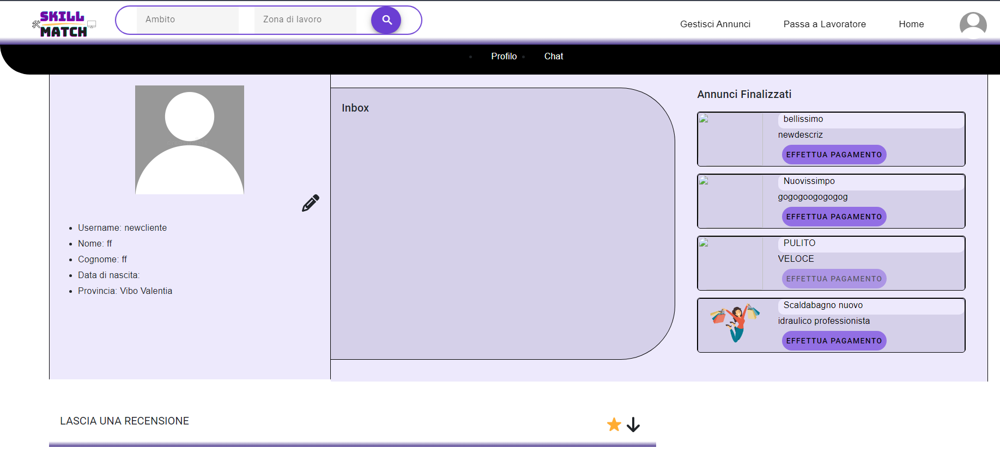 SKILL
MATCH
Ambito
Zona di lavoro
Gestisci Annunci
Passa a Lavoratore
Home
Profilo
Chat
Username: newcliente
Nome: ff
Cognome: ff
Data di nascita:
Provincia: Vibo Valentia
Inbox
Annunci Finalizzati
bellissimo
newdescriz
EFFETTUA PAGAMENTO
Nuovissimpo
gogogoogogogog
EFFETTUA PAGAMENTO
PULITO
VELOCE
EFFETTUA PAGAMENTO
Scaldabagno nuovo
idraulico professionista
EFFETTUA PAGAMENTO
LASCIA UNA RECENSIONE